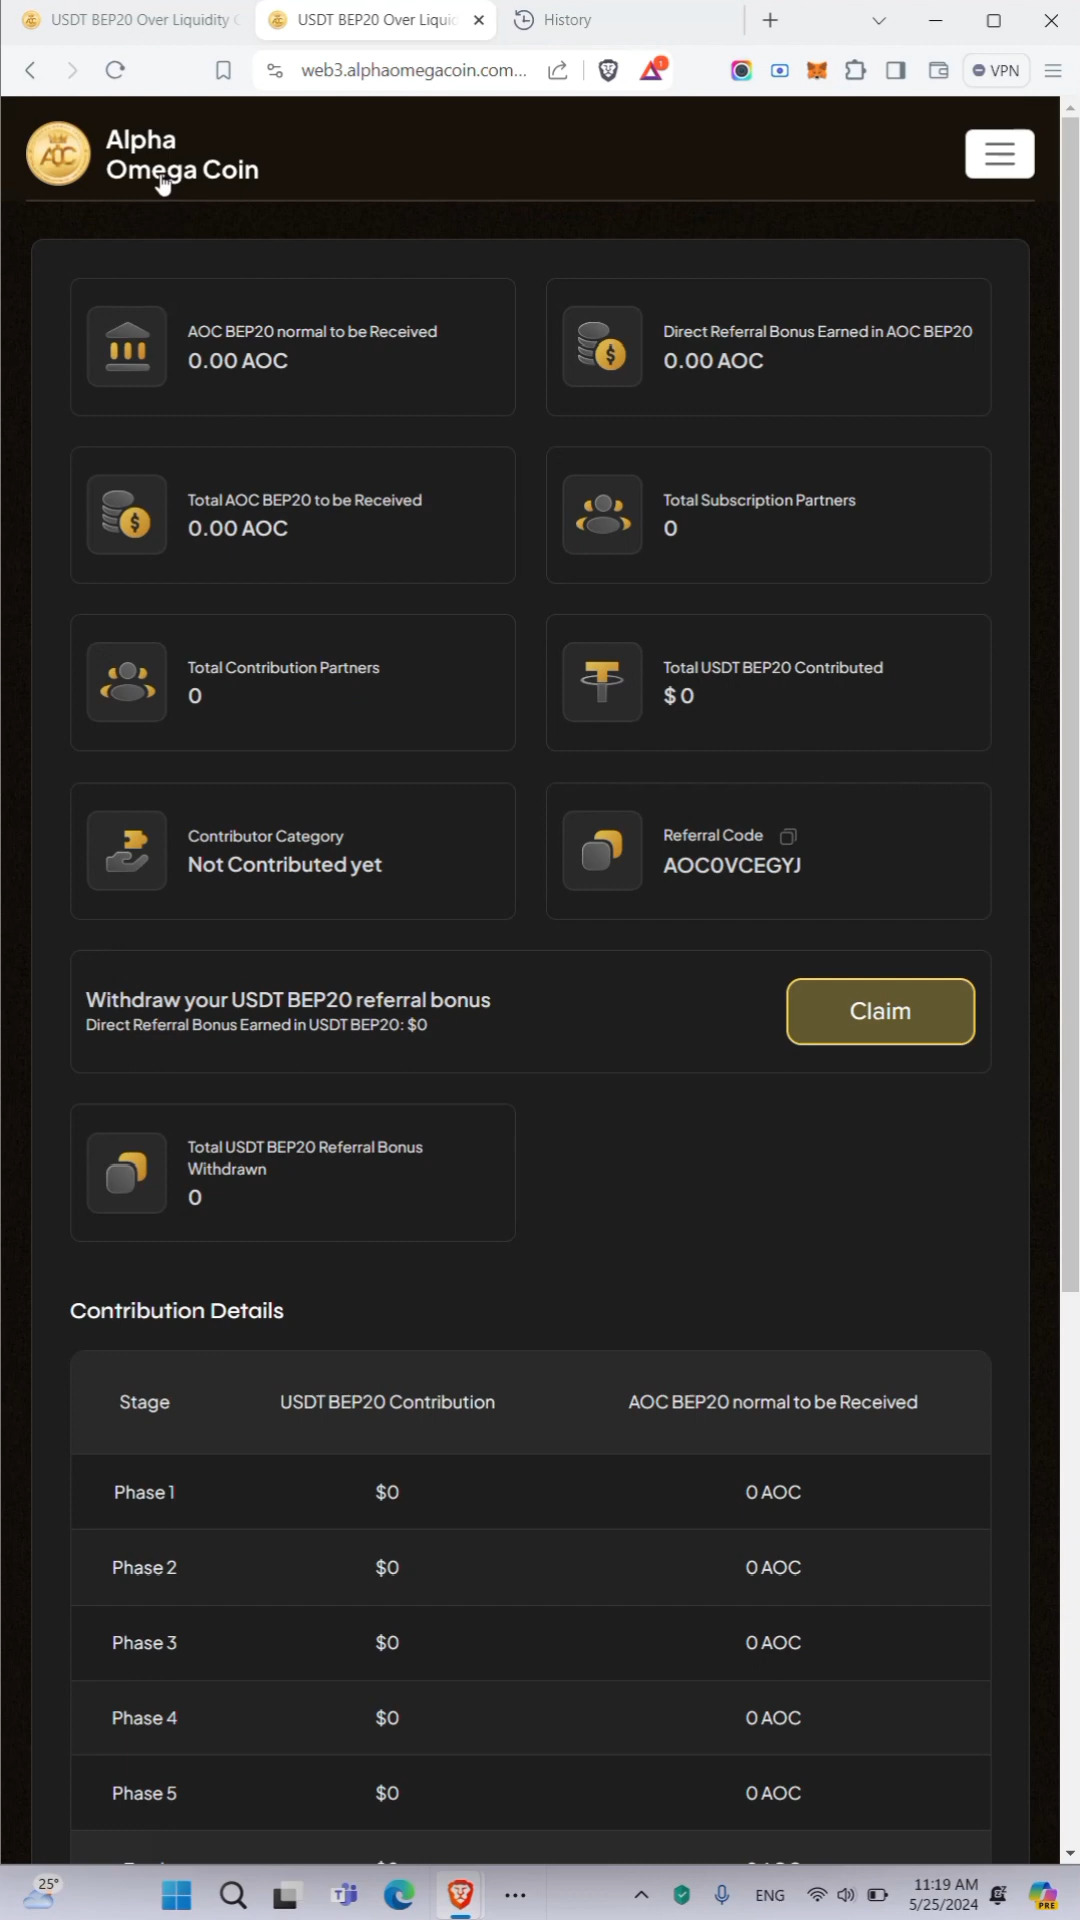 USDT BEP20 Over Liquidity
USDT BEP20 Over Liquic
History
web3.alphaomegacoin.com...
1
VPN
AOC
Alpha
Omega Coin
AOC BEP20 normal to be Received
0.00 AOC
Direct Referral Bonus Earned in AOC BEP20
0.00 AOC
Total AOC BEP20 to be Received
0.00 AOC
Total Subscription Partners
0
Total Contribution Partners
0
Total USDT BEP20 Contributed
$ 0
Contributor Category
Not Contributed yet
Referral Code
AOC0VCEGYJ
Withdraw your USDT BEP20 referral bonus
Direct Referral Bonus Earned in USDT BEP20: $0
Claim
Total USDT BEP20 Referral Bonus
Withdrawn
0
Contribution Details
Stage USDT BEP20 Contribution AOC BEP20 normal to be Received
Phase 1 $0 0 AOC
Phase 2 $0 0 AOC
Phase 3 $0 0 AOC
Phase 4 $0 0 AOC
Phase 5 $0 0 AOC
25°
ENG
11:19 AM
5/25/2024
PRE